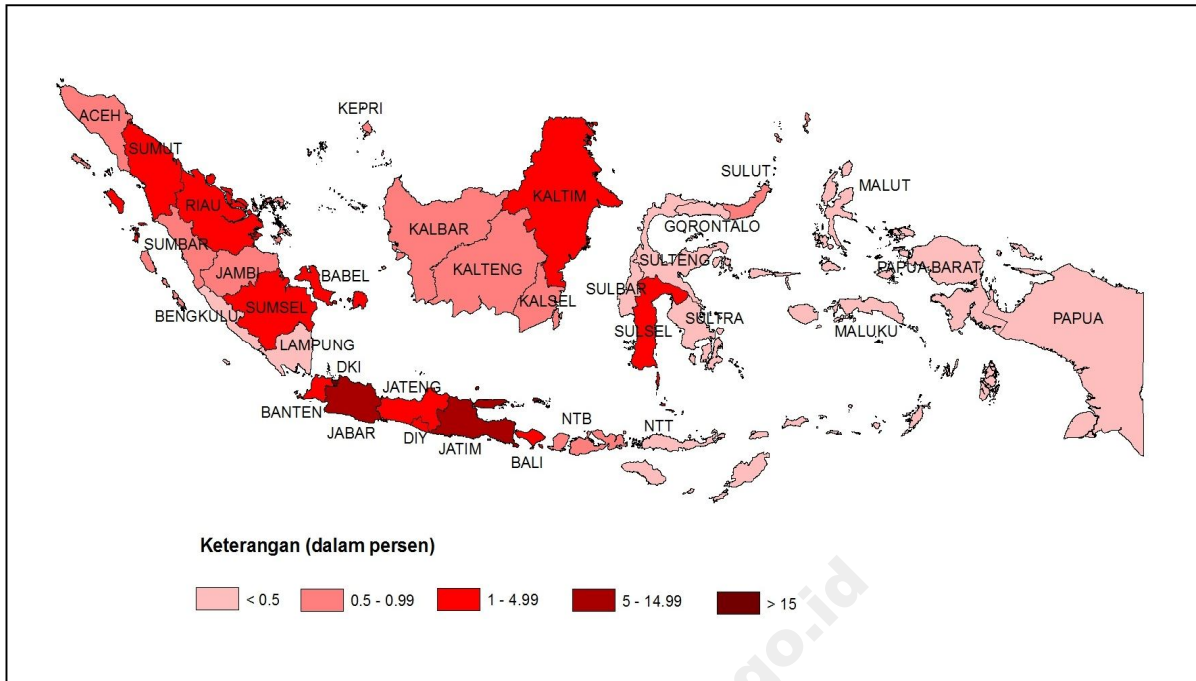 ACEH
KEPRI
SUMUT
RIAU
SUMBAR
JAMBI
BABEL
SUMSEL
BENGKULU
LAMPUNG
DKI
JATENG
BANTEN
JABAR
DIY
JATIM
BALI
NTB
NTT
KALTIM
KALBAR
KALTENG
KALSEL
SULUT
MALUT
GORONTALO
SULTENG
SULBAR
SULSEL
SULTRA
PAPUA BARAT
MALUKU
PAPUA
Keterangan (dalam persen)
< 0.5
0.5 - 0.99
1 - 4.99
5 - 14.99
> 15
go.id